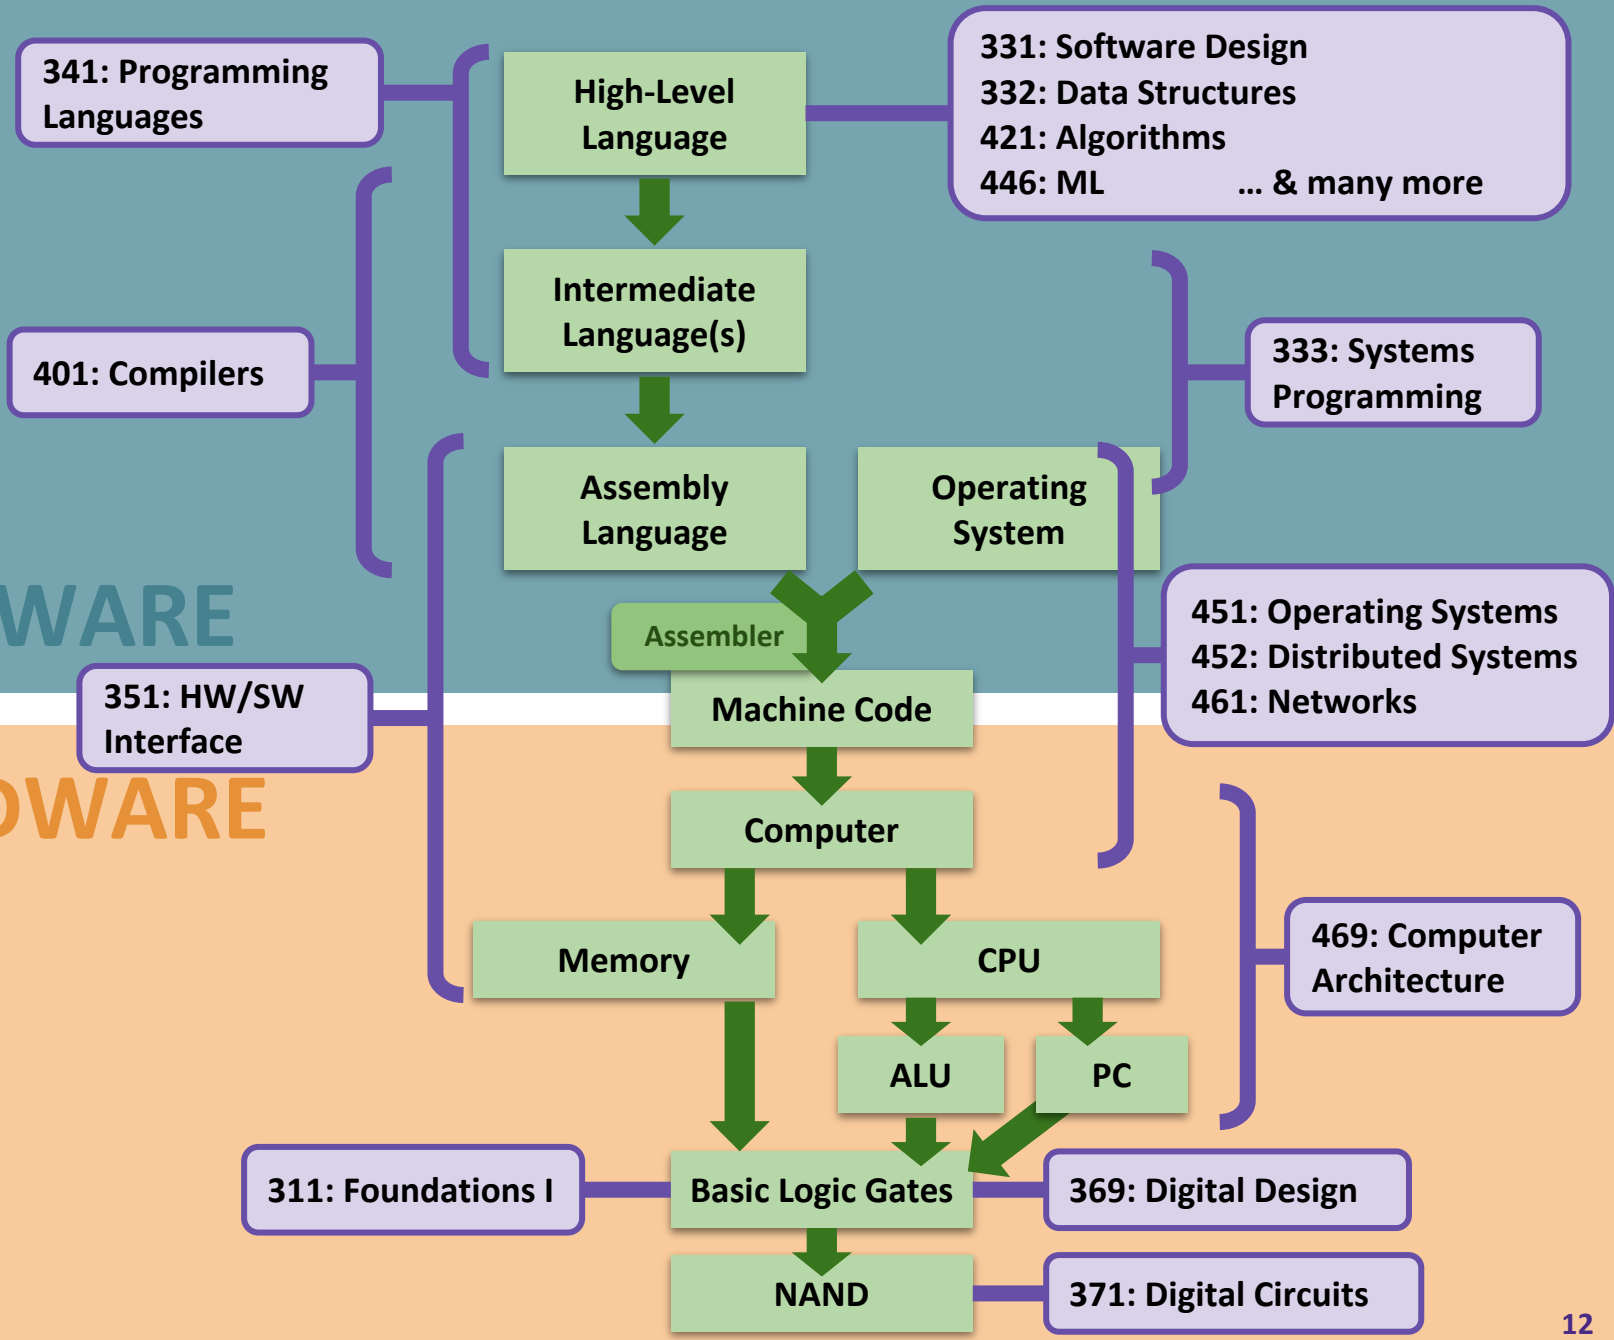 341: Programming
Languages
High-Level
Language
331: Software Design
332: Data Structures
421: Algorithms
446: ML … & many more
Intermediate
Language(s)
401: Compilers
333: Systems
Programming
Assembly
Language
Operating
System
WARE
Assembler
451: Operating Systems
452: Distributed Systems
461: Networks
351: HW/SW
Interface
Machine Code
DWARE
Computer
Memory
CPU
469: Computer
Architecture
ALU
PC
311: Foundations I
Basic Logic Gates
369: Digital Design
NAND
371: Digital Circuits
12